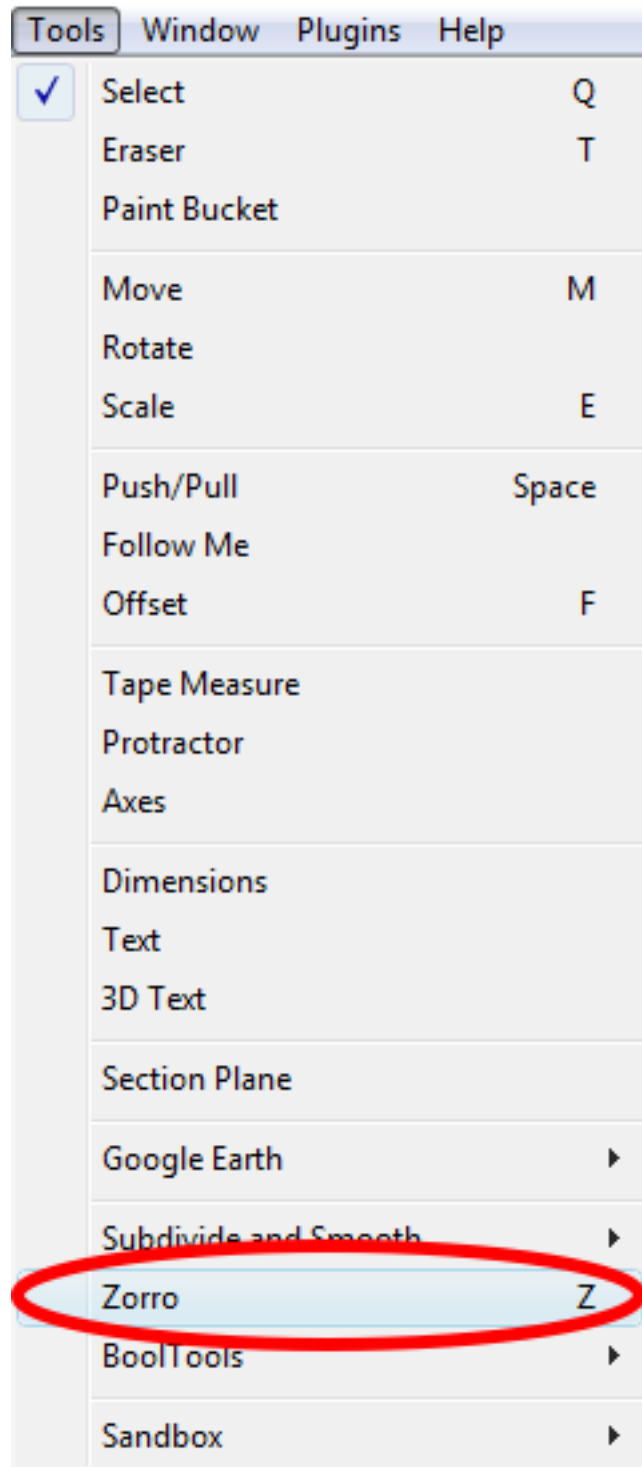 Tools Window Plugins Help
Select Q
Eraser T
Paint Bucket
Move M
Rotate
Scale E
Push/Pull Space
Follow Me
Offset F
Tape Measure
Protractor
Axes
Dimensions
Text
3D Text
Section Plane
Google Earth
Subdivide and Smooth
Zorro Z
BoolTools
Sandbox